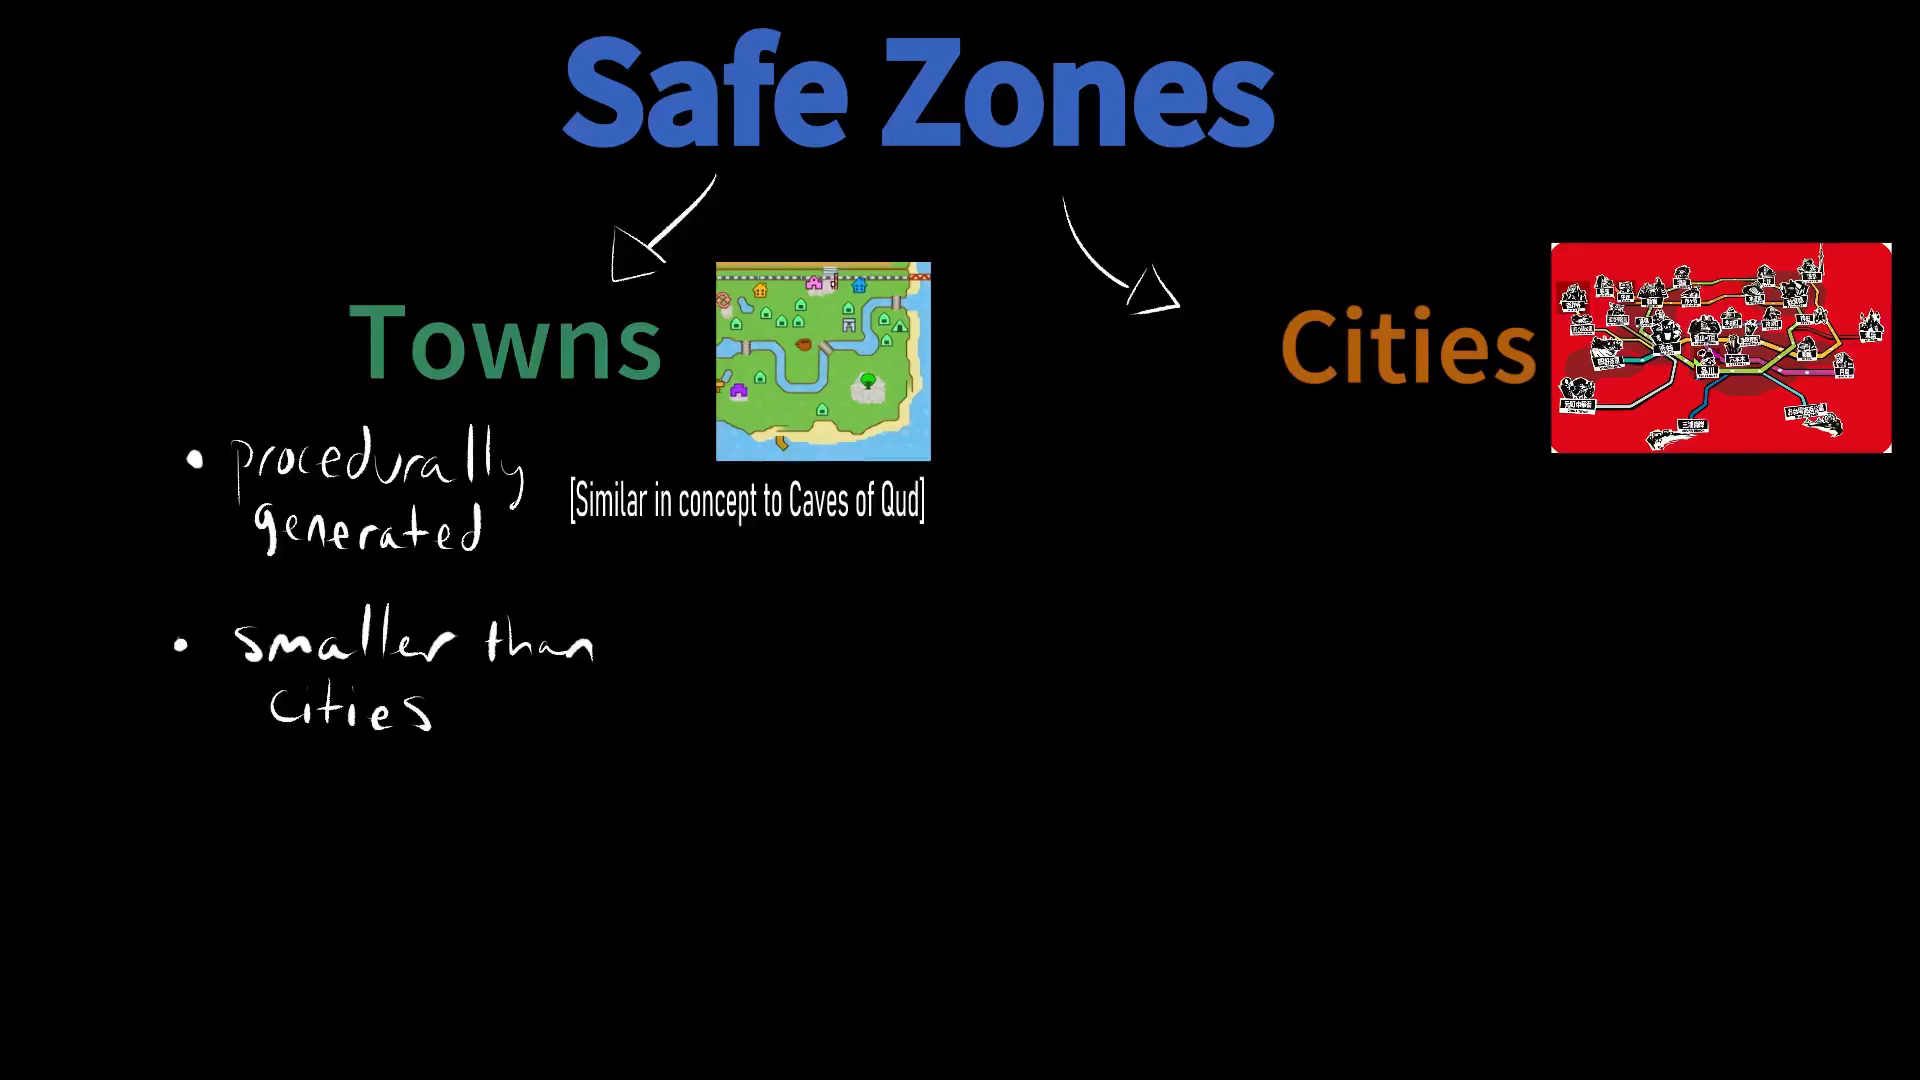 Safe Zones
Towns
Cities
• procedurally
generated
[Similar in concept to Caves of Qud]
• smaller than
cities